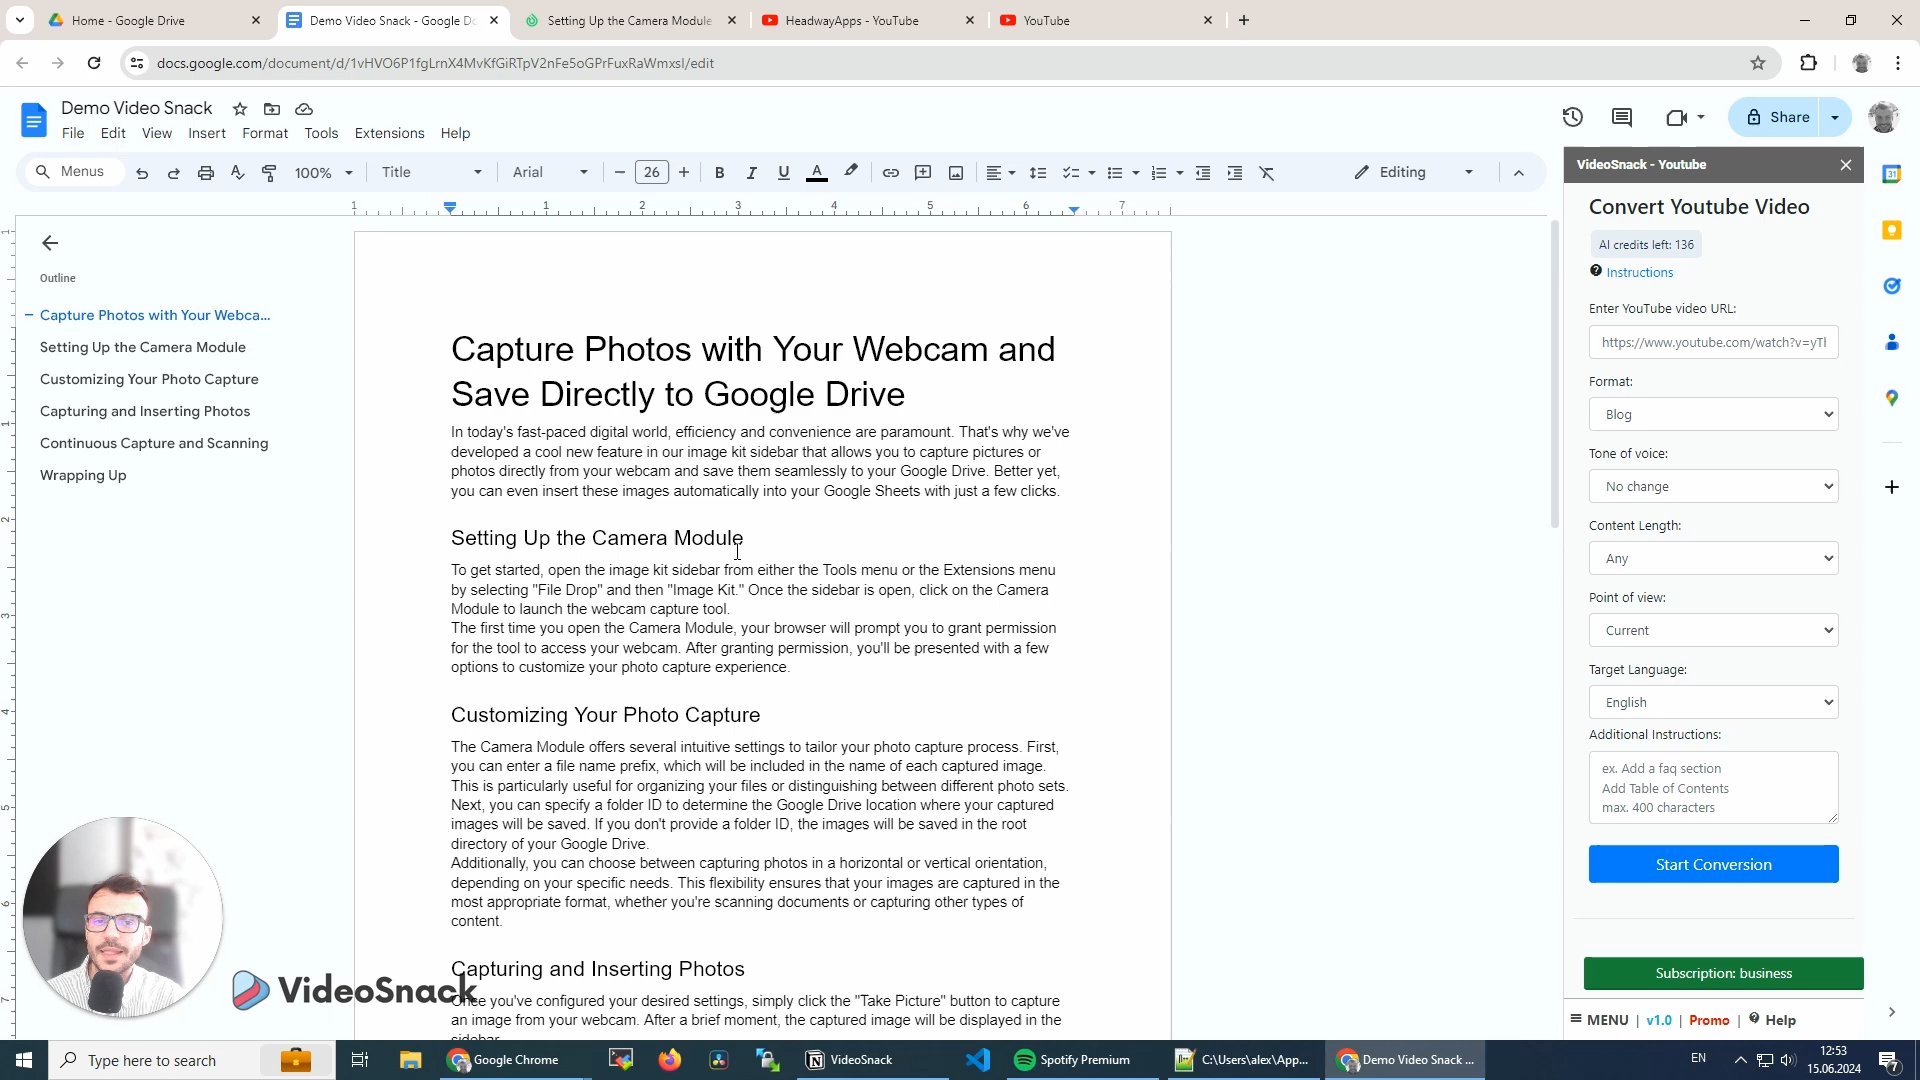 Home - Google Drive
Demo Video Snack - Google Dc
Setting Up the Camera Module
HeadwayApps - YouTube
YouTube
docs.google.com/document/d/1vHVO6P1fgLrnX4MvKfGiRTpV2nFe5oGPrFuxRaWmxsI/edit
Demo Video Snack
File Edit View Insert Format Tools Extensions Help
Share
Menus
100%
Title
Arial
26
Editing
1 1 2 3 4 5 6 7
Outline
Capture Photos with Your Webca...
Setting Up the Camera Module
Customizing Your Photo Capture
Capturing and Inserting Photos
Continuous Capture and Scanning
Wrapping Up
Capture Photos with Your Webcam and
Save Directly to Google Drive
In today's fast-paced digital world, efficiency and convenience are paramount. That's why we've
developed a cool new feature in our image kit sidebar that allows you to capture pictures or
photos directly from your webcam and save them seamlessly to your Google Drive. Better yet,
you can even insert these images automatically into your Google Sheets with just a few clicks.
Setting Up the Camera Module
To get started, open the image kit sidebar from either the Tools menu or the Extensions menu
by selecting "File Drop" and then "Image Kit." Once the sidebar is open, click on the Camera
Module to launch the webcam capture tool.
The first time you open the Camera Module, your browser will prompt you to grant permission
for the tool to access your webcam. After granting permission, you'll be presented with a few
options to customize your photo capture experience.
Customizing Your Photo Capture
The Camera Module offers several intuitive settings to tailor your photo capture process. First,
you can enter a file name prefix, which will be included in the name of each captured image.
This is particularly useful for organizing your files or distinguishing between different photo sets.
Next, you can specify a folder ID to determine the Google Drive location where your captured
images will be saved. If you don't provide a folder ID, the images will be saved in the root
directory of your Google Drive.
Additionally, you can choose between capturing photos in a horizontal or vertical orientation,
depending on your specific needs. This flexibility ensures that your images are captured in the
most appropriate format, whether you're scanning documents or capturing other types of
content.
Capturing and Inserting Photos
Once you've configured your desired settings, simply click the "Take Picture" button to capture
an image from your webcam. After a brief moment, the captured image will be displayed in the
sidebar.
VideoSnack
VideoSnack - Youtube
Convert Youtube Video
AI credits left: 136
Instructions
Enter YouTube video URL:
https://www.youtube.com/watch?v=yTl
Format:
Blog
Tone of voice:
No change
Content Length:
Any
Point of view:
Current
Target Language:
English
Additional Instructions:
ex. Add a faq section
Add Table of Contents
max. 400 characters
Start Conversion
Subscription: business
MENU | v1.0 | Promo | Help
Type here to search
Google Chrome
VideoSnack
Spotify Premium
C:\Users\alex\App...
Demo Video Snack ...
EN
12:53
15.06.2024
7